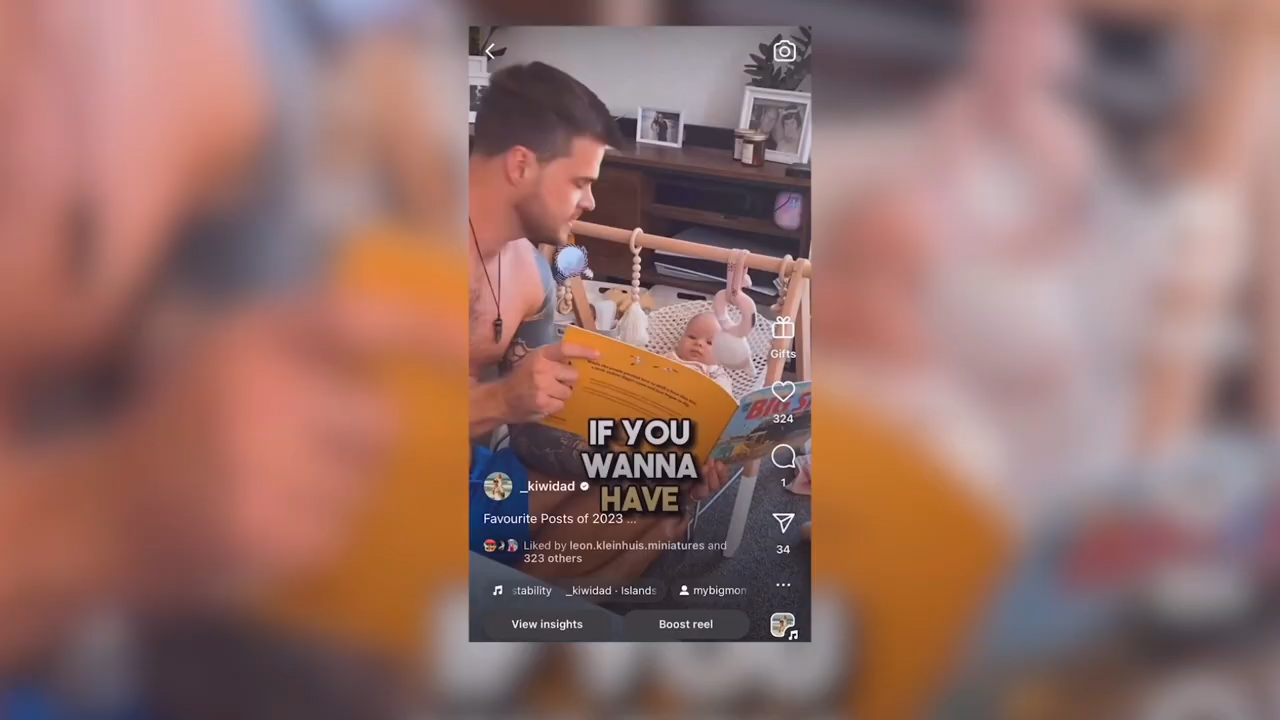 Gifts
324
BIG S
IF YOU
WANNA
HAVE
1
_kiwidad
Favourite Posts of 2023 ...
Liked by leon.kleinhuis.miniatures and
323 others
34
stability _kiwidad · Islands
mybigmon
View insights
Boost reel